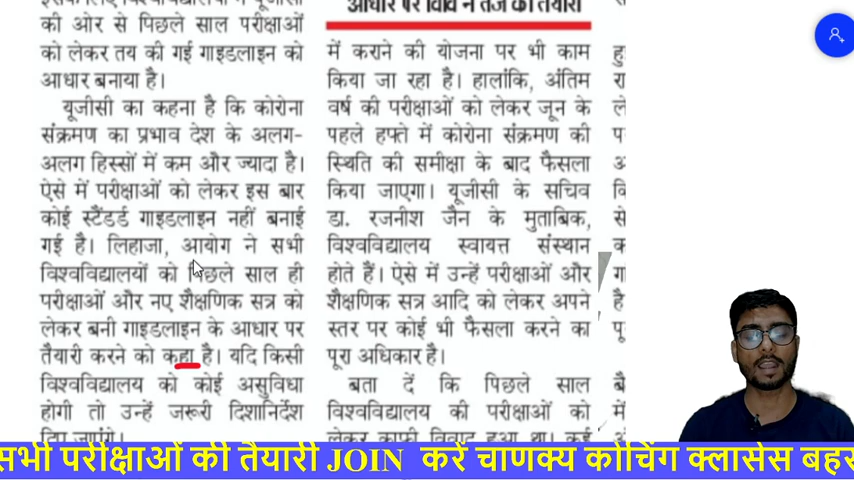 की ओर से पिछले साल परीक्षाओं
को लेकर तय की गई गाइडलाइन को
आधार बनाया है।
यूजीसी का कहना है कि कोरोना
संक्रमण का प्रभाव देश के अलग-
अलग हिस्सों में कम और ज्यादा है।
ऐसे में परीक्षाओं को लेकर इस बार
कोई स्टैंडर्ड गाइडलाइन नहीं बनाई
गई है। लिहाजा, आयोग ने सभी
विश्वविद्यालयों को पिछले साल ही
परीक्षाओं और नए शैक्षणिक सत्र को
लेकर बनी गाइडलाइन के आधार पर
तैयारी करने को कहा है। यदि किसी
विश्वविद्यालय को कोई असुविधा
होगी तो उन्हें जरूरी दिशानिर्देश
दिए जाएंगे।
में कराने की योजना पर भी काम
किया जा रहा है। हालांकि, अंतिम
वर्ष की परीक्षाओं को लेकर जून के
पहले हफ्ते में कोरोना संक्रमण की
स्थिति की समीक्षा के बाद फैसला
किया जाएगा। यूजीसी के सचिव
डा. रजनीश जैन के मुताबिक,
विश्वविद्यालय स्वायत्त संस्थान
होते हैं। ऐसे में उन्हें परीक्षाओं और
शैक्षणिक सत्र आदि को लेकर अपने
स्तर पर कोई भी फैसला करने का
पूरा अधिकार है।
बता दें कि पिछले साल
विश्वविद्यालय की परीक्षाओं को
लेकर काफी विवाद हुआ था। कई
सभी परीक्षाओं की तैयारी JOIN करें चाणक्य कोचिंग क्लासेस